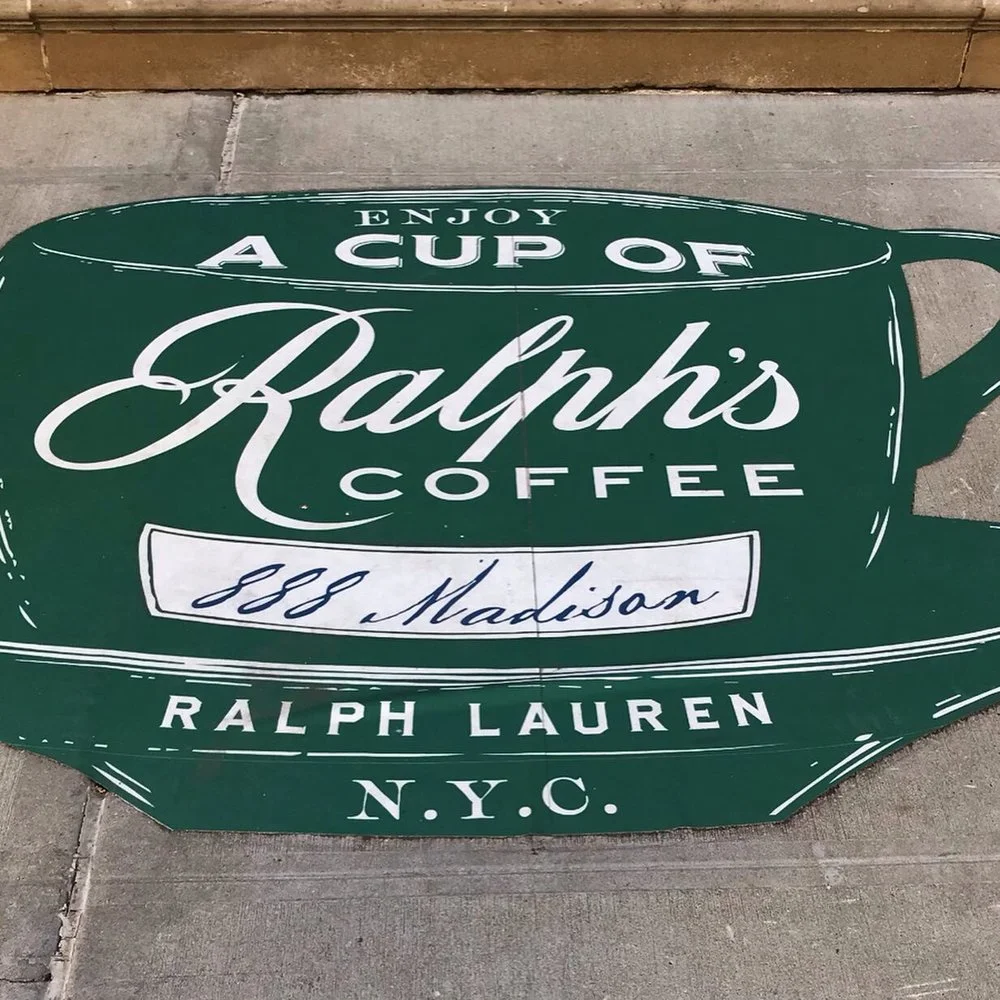 ENJOY
A CUP OF
Ralph's
COFFEE
888 Madison
RALPH LAUREN
N.Y.C.